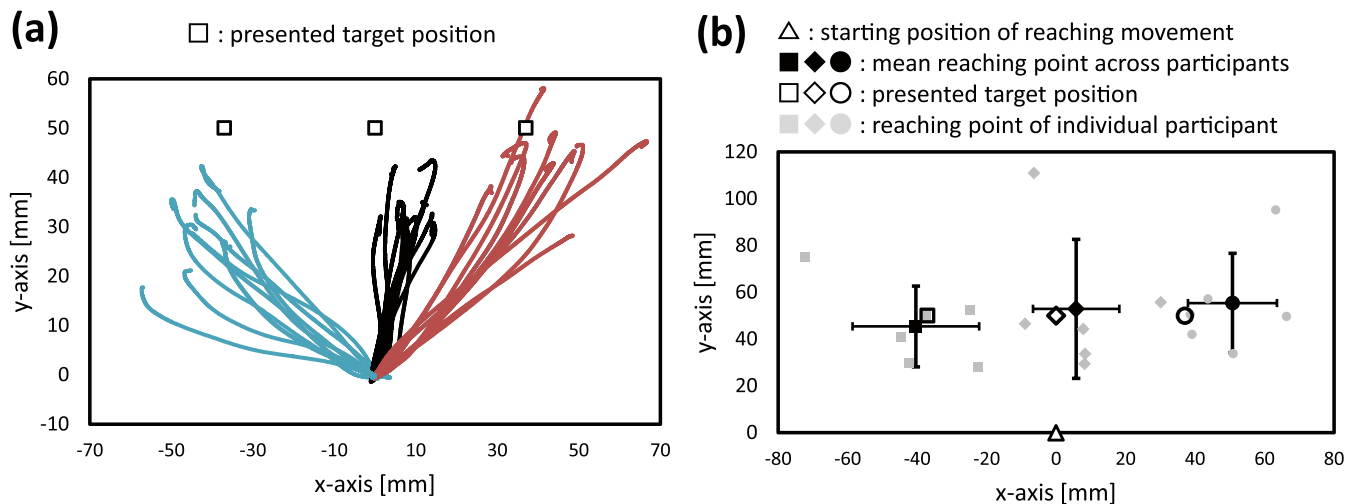 (a)
: presented target position
60
50
40
30
20
10
0
-10
-70
-50
-30
-10
10
30
50
70
y-axis [mm]
x-axis [mm]
(b)
: starting position of reaching movement
: mean reaching point across participants
: presented target position
: reaching point of individual participant
120
100
80
60
40
20
0
-80
-60
-40
-20
0
20
40
60
80
y-axis [mm]
x-axis [mm]